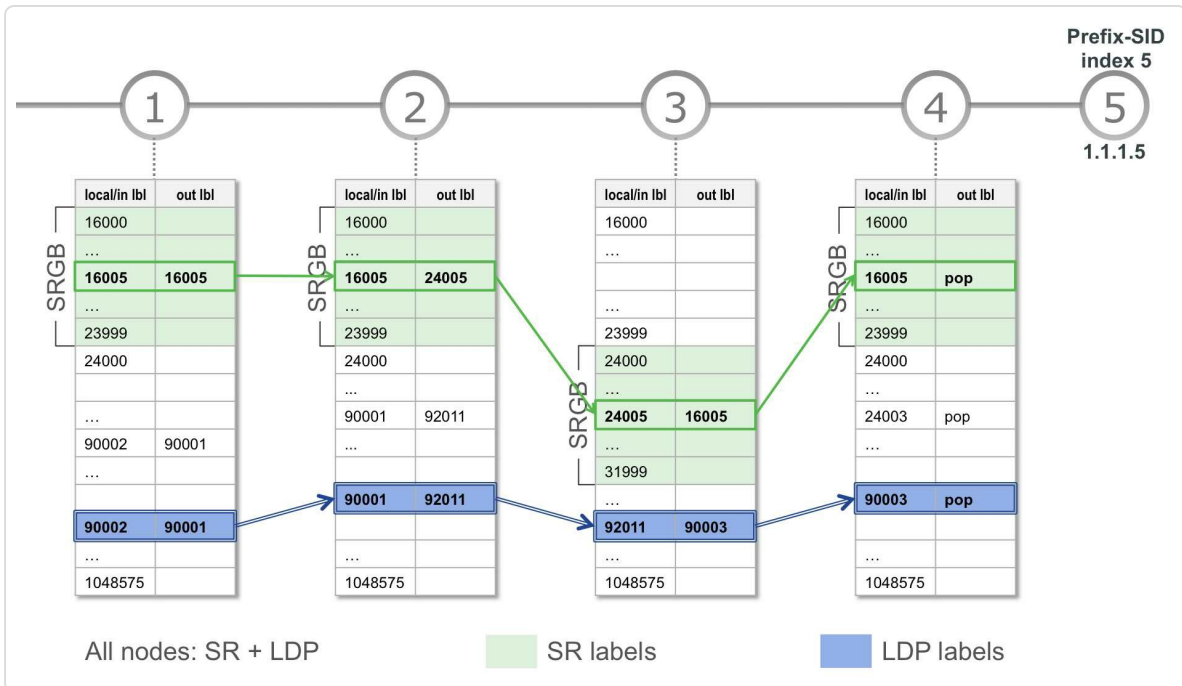 Prefix-SID
index 5
1 2 3 4 5
1.1.1.5
local/in lbl out lbl
SRGB
16000
…
16005 16005
…
23999
24000
…
90002 90001
…
90002 90001
…
1048575
local/in lbl out lbl
SRGB
16000
…
16005 24005
…
23999
24000
...
90001 92011
...
90001 92011
…
1048575
local/in lbl out lbl
16000
…
…
23999
SRGB
24000
…
24005 16005
…
31999
…
92011 90003
…
1048575
local/in lbl out lbl
SRGB
16000
…
16005 pop
…
23999
24000
…
24003 pop
…
90003 pop
…
1048575
All nodes: SR + LDP
SR labels
LDP labels